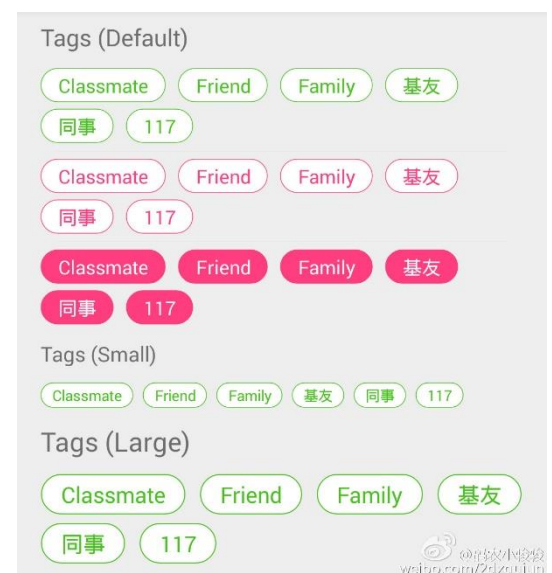 Tags (Default)
Classmate Friend Family 基友
同事 117
Classmate Friend Family 基友
同事 117
Classmate Friend Family 基友
同事 117
Tags (Small)
Classmate Friend Family 基友 同事 117
Tags (Large)
Classmate Friend Family 基友
同事 117